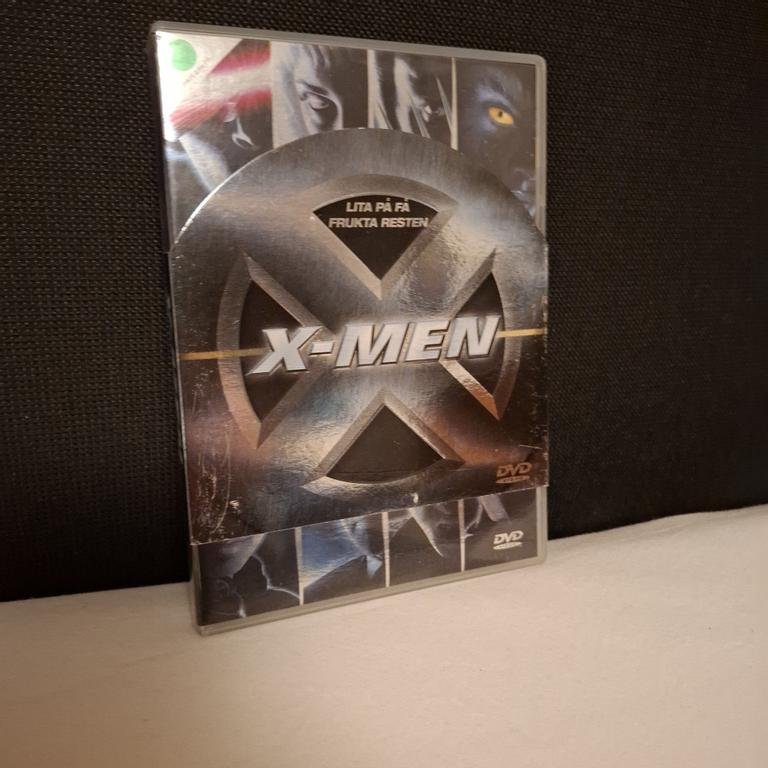 LITA PÅ FÅ
FRUKTA RESTEN
X-MEN
DVD
DVD